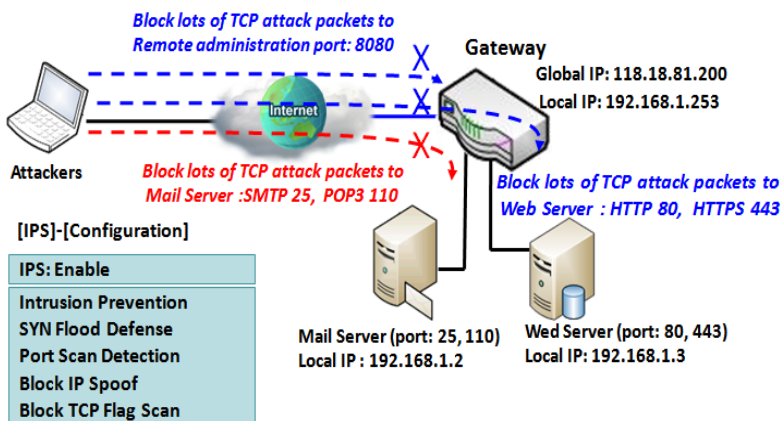 Block lots of TCP attack packets to
Remote administration port: 8080
Gateway
Global IP: 118.18.81.200
Local IP: 192.168.1.253
Internet
Attackers
Block lots of TCP attack packets to
Mail Server :SMTP 25, POP3 110
Block lots of TCP attack packets to
Web Server : HTTP 80, HTTPS 443
[IPS]-[Configuration]
IPS: Enable
Intrusion Prevention
SYN Flood Defense
Port Scan Detection
Block IP Spoof
Block TCP Flag Scan
Mail Server (port: 25, 110)
Local IP : 192.168.1.2
Wed Server (port: 80, 443)
Local IP: 192.168.1.3